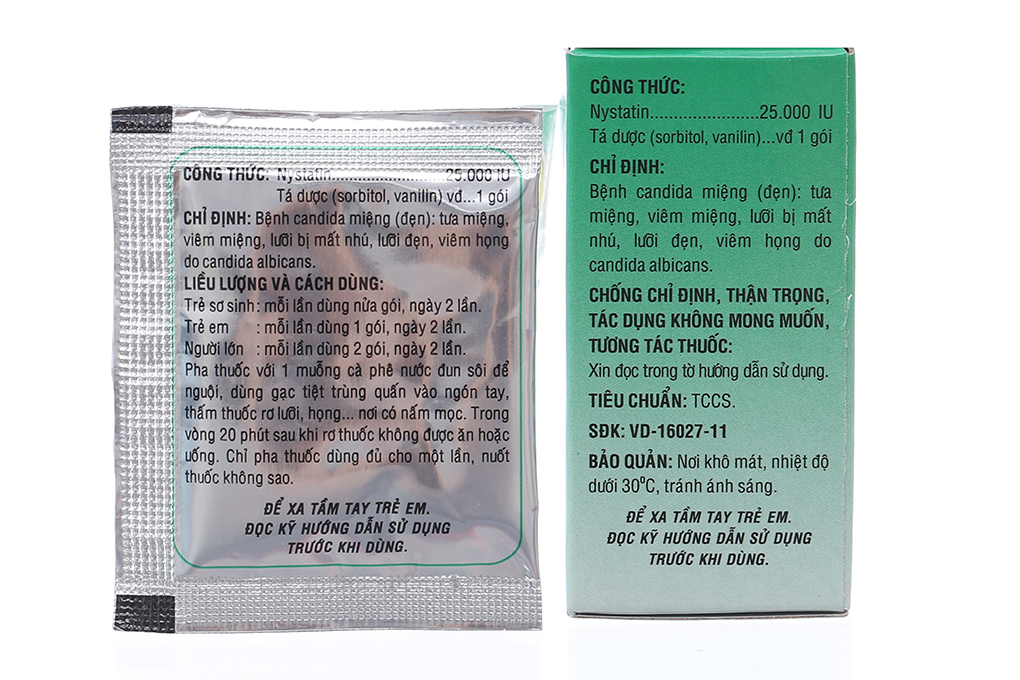 CÔNG THỨC: Nystatin........................25.000 IU
Tá dược (sorbitol, vanilin) vđ...1 gói
CHỈ ĐỊNH: Bệnh candida miệng (đẹn): tưa miệng,
viêm miệng, lưỡi bị mất nhú, lưỡi đẹn, viêm họng
do candida albicans.
LIỀU LƯỢNG VÀ CÁCH DÙNG:
Trẻ sơ sinh : mỗi lần dùng nửa gói, ngày 2 lần.
Trẻ em : mỗi lần dùng 1 gói, ngày 2 lần.
Người lớn : mỗi lần dùng 2 gói, ngày 2 lần.
Pha thuốc với 1 muỗng cà phê nước đun sôi để
nguội, dùng gạc tiệt trùng quấn vào ngón tay,
thấm thuốc rơ lưỡi, họng... nơi có nấm mọc. Trong
vòng 20 phút sau khi rơ thuốc không được ăn hoặc
uống. Chỉ pha thuốc dùng đủ cho một lần, nuốt
thuốc không sao.
ĐỂ XA TẦM TAY TRẺ EM.
ĐỌC KỸ HƯỚNG DẪN SỬ DỤNG
TRƯỚC KHI DÙNG.
CÔNG THỨC:
Nystatin.......................25.000 IU
Tá dược (sorbitol, vanilin)...vđ 1 gói
CHỈ ĐỊNH:
Bệnh candida miệng (đẹn): tưa
miệng, viêm miệng, lưỡi bị mất
nhú, lưỡi đẹn, viêm họng do
candida albicans.
CHỐNG CHỈ ĐỊNH, THẬN TRỌNG,
TÁC DỤNG KHÔNG MONG MUỐN,
TƯƠNG TÁC THUỐC:
Xin đọc trong tờ hướng dẫn sử dụng.
TIÊU CHUẨN: TCCS.
SĐK: VD-16027-11
BẢO QUẢN: Nơi khô mát, nhiệt độ
dưới 30⁰C, tránh ánh sáng.
ĐỂ XA TẦM TAY TRẺ EM.
ĐỌC KỸ HƯỚNG DẪN SỬ DỤNG
TRƯỚC KHI DÙNG.